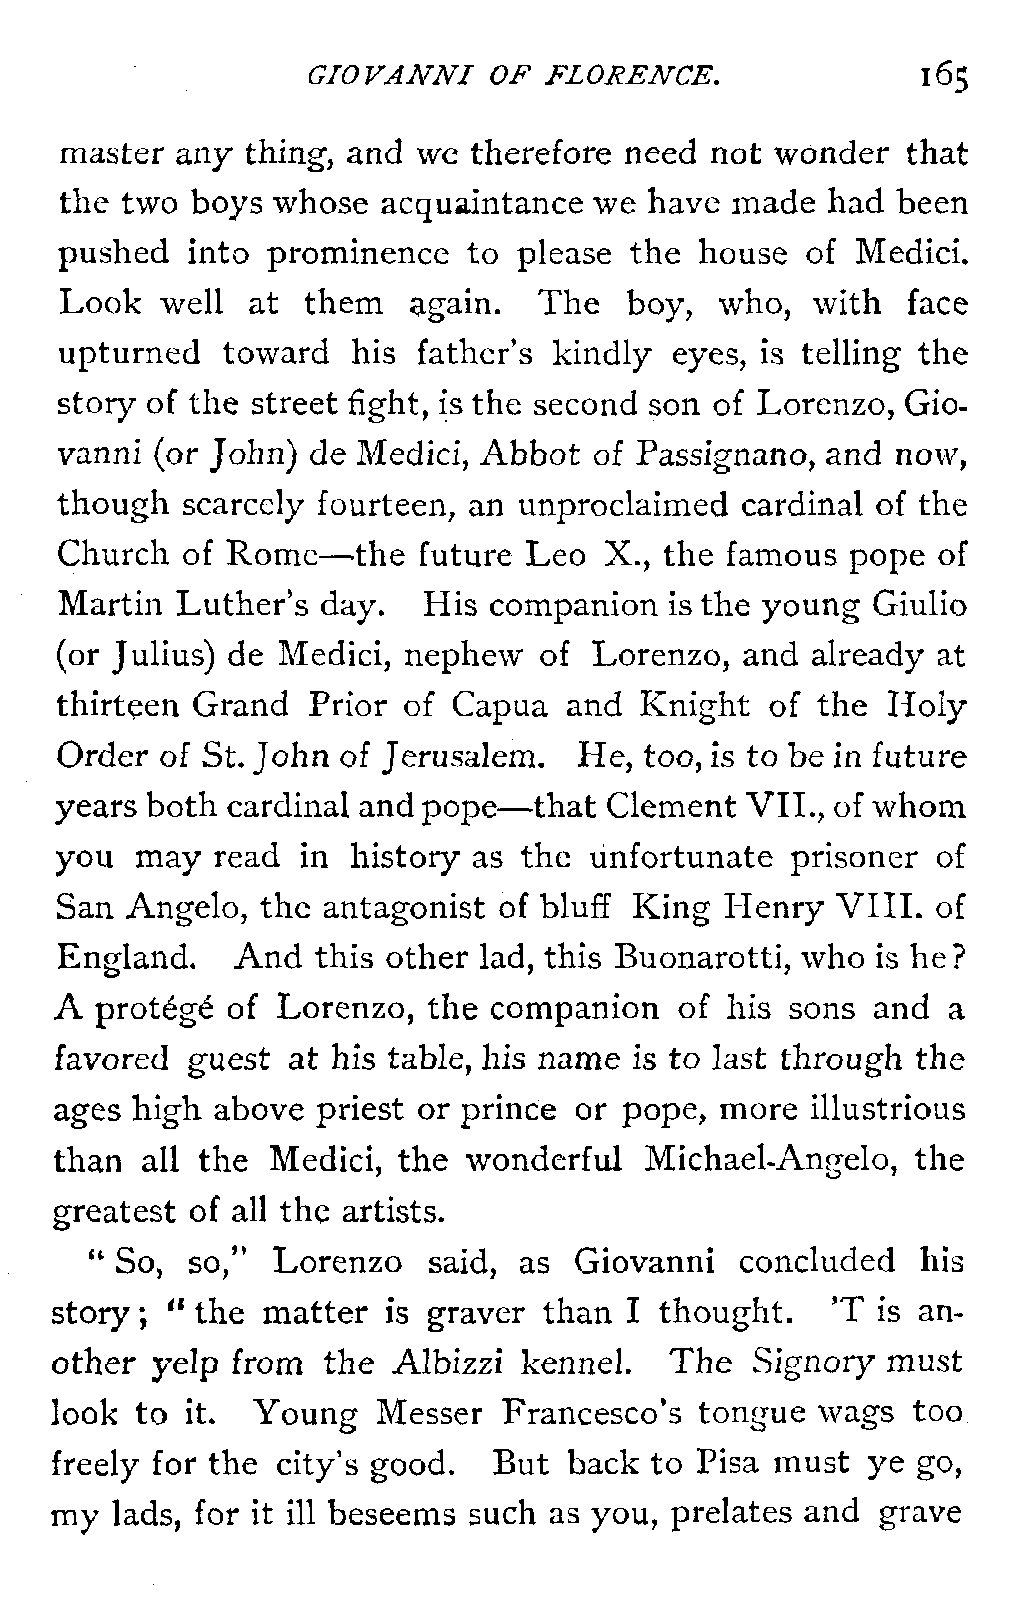 GIOVANNI OF FLORENCE. 165
master any thing, and we therefore need not wonder that
the two boys whose acquaintance we have made had been
pushed into prominence to please the house of Medici.
Look well at them again. The boy, who, with face
upturned toward his father's kindly eyes, is telling the
story of the street fight, is the second son of Lorenzo, Gio-
vanni (or John) de Medici, Abbot of Passignano, and now,
though scarcely fourteen, an unproclaimed cardinal of the
Church of Rome—the future Leo X., the famous pope of
Martin Luther's day. His companion is the young Giulio
(or Julius) de Medici, nephew of Lorenzo, and already at
thirteen Grand Prior of Capua and Knight of the Holy
Order of St. John of Jerusalem. He, too, is to be in future
years both cardinal and pope—that Clement VII., of whom
you may read in history as the unfortunate prisoner of
San Angelo, the antagonist of bluff King Henry VIII. of
England. And this other lad, this Buonarotti, who is he?
A protégé of Lorenzo, the companion of his sons and a
favored guest at his table, his name is to last through the
ages high above priest or prince or pope, more illustrious
than all the Medici, the wonderful Michael-Angelo, the
greatest of all the artists.
"So, so," Lorenzo said, as Giovanni concluded his
story; "the matter is graver than I thought. 'T is an-
other yelp from the Albizzi kennel. The Signory must
look to it. Young Messer Francesco's tongue wags too
freely for the city's good. But back to Pisa must ye go,
my lads, for it ill beseems such as you, prelates and grave